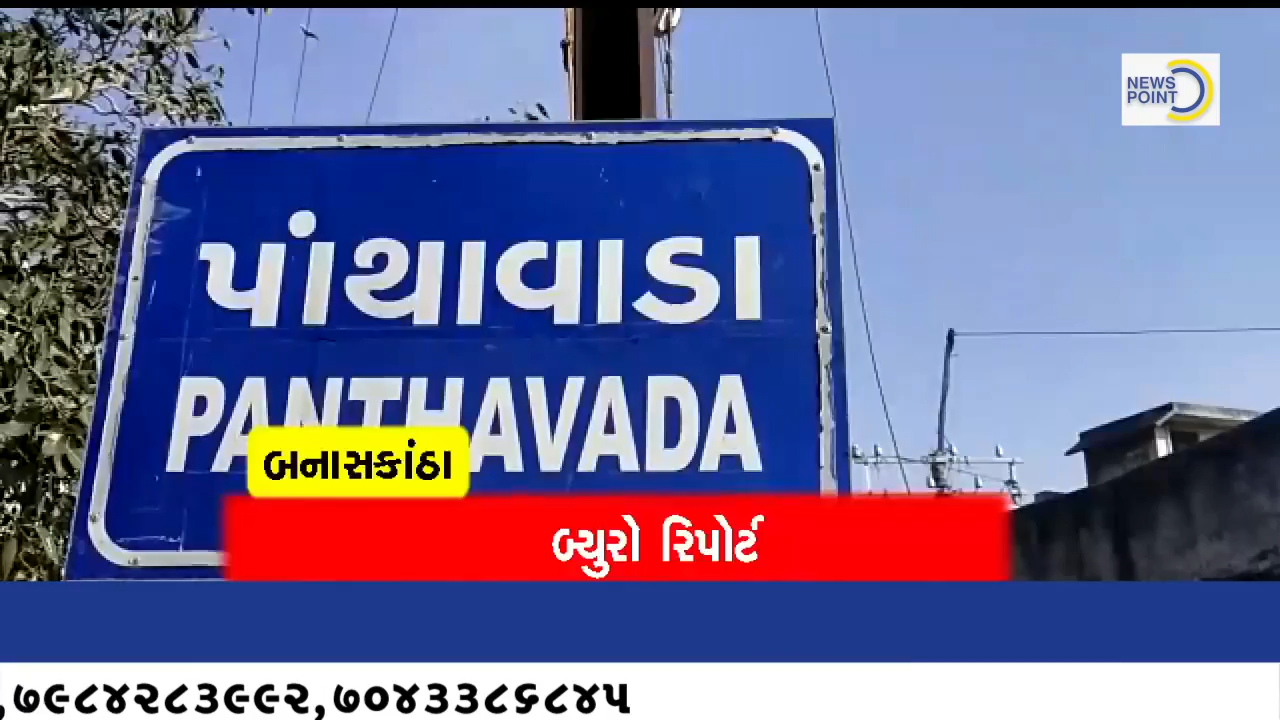 NEWS
POINT
પાંથાવાડા
PANTHAVADA
બનાસકાંઠા
બ્યુરો રિપોર્ટ
,૭૯૮૪૨૮૩૯૯૨,૭૦૪૩૩૮૬૮૪૫